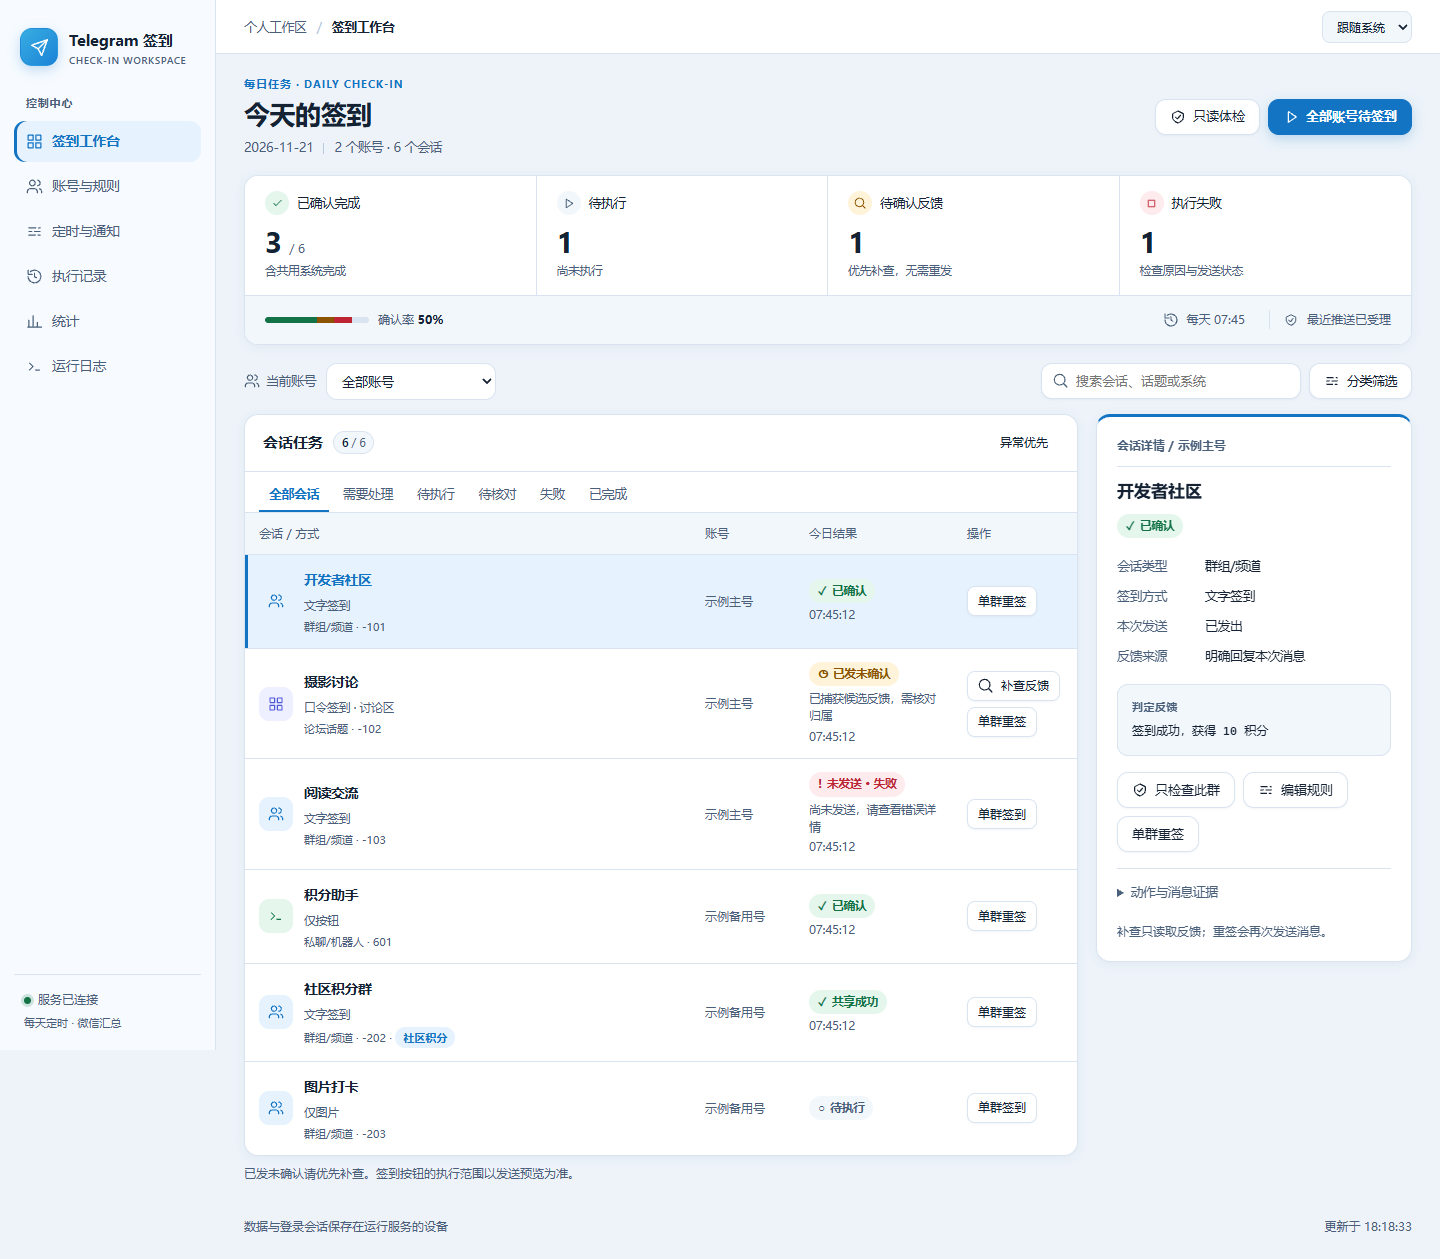 Telegram 签到
CHECK-IN WORKSPACE
控制中心
签到工作台
账号与规则
定时与通知
执行记录
统计
运行日志
服务已连接
每天定时 · 微信汇总
个人工作区 / 签到工作台
跟随系统
每日任务 · DAILY CHECK-IN
今天的签到
2026-11-21 | 2 个账号 · 6 个会话
只读体检
全部账号待签到
已确认完成
3 / 6
含共用系统完成
待执行
1
尚未执行
待确认反馈
1
优先补查，无需重发
执行失败
1
检查原因与发送状态
确认率 50%
每天 07:45
最近推送已受理
当前账号
全部账号
搜索会话、话题或系统
分类筛选
会话任务 6 / 6
异常优先
全部会话 需要处理 待执行 待核对 失败 已完成
会话 / 方式 账号 今日结果 操作
开发者社区
文字签到
群组/频道 · -101
示例主号
✓ 已确认
07:45:12
单群重签
摄影讨论
口令签到 · 讨论区
论坛话题 · -102
示例主号
已发未确认
已捕获候选反馈，需核对
归属
07:45:12
补查反馈
单群重签
阅读交流
文字签到
群组/频道 · -103
示例主号
! 未发送 • 失败
尚未发送，请查看错误详
情
07:45:12
单群签到
积分助手
仅按钮
私聊/机器人 · 601
示例备用号
✓ 已确认
07:45:12
单群重签
社区积分群
文字签到
群组/频道 · -202 · 社区积分
示例备用号
✓ 共享成功
07:45:12
单群重签
图片打卡
仅图片
群组/频道 · -203
示例备用号
○ 待执行
单群签到
已发未确认请优先补查。签到按钮的执行范围以发送预览为准。
会话详情 / 示例主号
开发者社区
✓ 已确认
会话类型 群组/频道
签到方式 文字签到
本次发送 已发出
反馈来源 明确回复本次消息
判定反馈
签到成功，获得 10 积分
只检查此群
编辑规则
单群重签
▶ 动作与消息证据
补查只读取反馈；重签会再次发送消息。
数据与登录会话保存在运行服务的设备
更新于 18:18:33